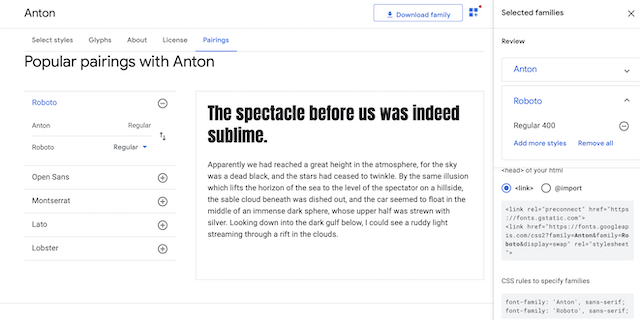 Anton
Download family
Selected families
Select styles
Glyphs
About
License
Pairings
Review
Popular pairings with Anton
Anton
Roboto
Regular 400
Add more styles
Remove all
Roboto
Anton
Regular
Roboto
Regular
Open Sans
Montserrat
Lato
Lobster
The spectacle before us was indeed
sublime.
Apparently we had reached a great height in the atmosphere, for the sky
was a dead black, and the stars had ceased to twinkle. By the same illusion
which lifts the horizon of the sea to the level of the spectator on a hillside,
the sable cloud beneath was dished out, and the car seemed to float in the
middle of an immense dark sphere, whose upper half was strewn with
silver. Looking down into the dark gulf below, I could see a ruddy light
streaming through a rift in the clouds.
<head> of your html
<link>
@import
<link rel="preconnect" href="https
://fonts.gstatic.com">
<link href="https://fonts.googleap
is.com/css2?family=Anton&family=Ro
boto&display=swap" rel="stylesheet
">
CSS rules to specify families
font-family: 'Anton', sans-serif;
font-family: 'Roboto', sans-serif;